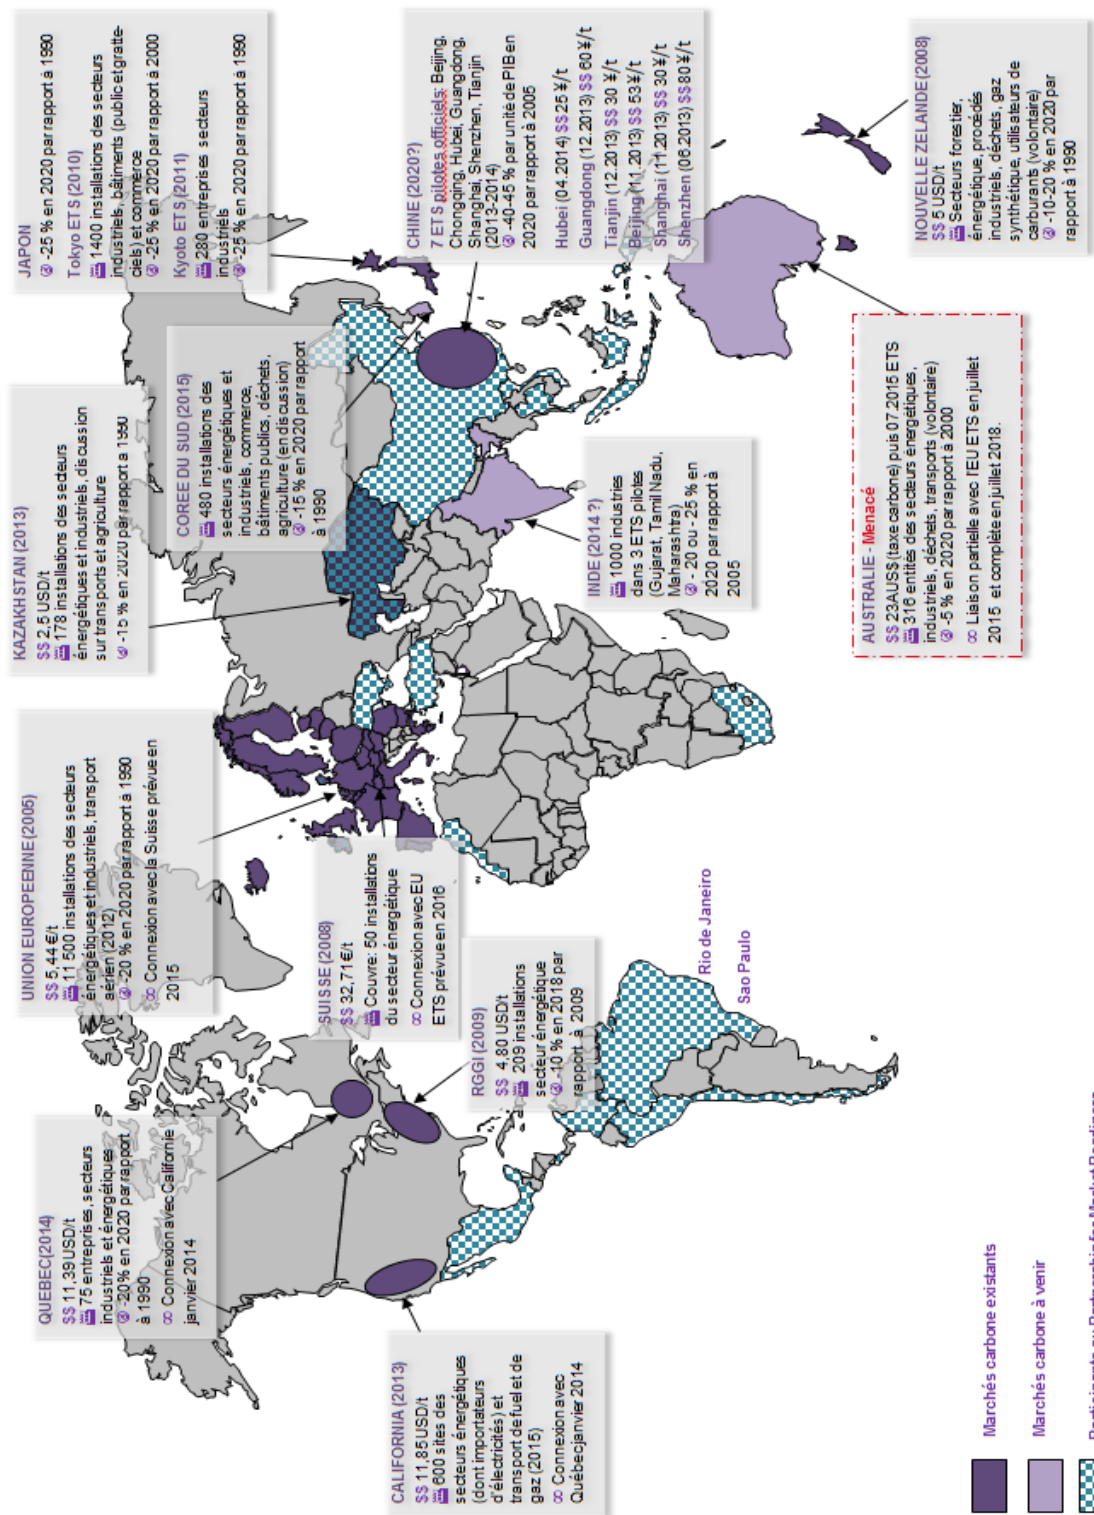 QUEBEC(2014)
$$ 11,39USD/t
75 entreprises, secteurs
industriels et énergétiques
-20% en 2020 par rapport
à 1990
∞ Connexion avec Californie
janvier 2014
CALIFORNIA (2013)
$$ 11,85USD/t
600 sites des
secteurs énergétiques
(dont importateurs
d'électricités) et
transport de fuel et de
gaz (2015)
∞ Connexion avec
Québec janvier 2014
RGGI (2009)
$$ 4,80 USD/t
209 installations
secteur énergétique
-10 % en 2018 par
rapport à 2009
UNION EUROPEENNE (2005)
$$ 5,44 €/t
11 500 installations des secteurs
énergétiques et industriels, transport
aérien (2012)
-20 % en 2020 par rapport à 1990
∞ Connexion avec la Suisse prévue en
2015
SUISSE (2008)
$$ 32,71 €/t
Couvre: 50 installations
du secteur énergétique
∞ Connexion avec EU
ETS prévue en 2016
KAZAKHSTAN (2013)
$$ 2,5 USD/t
178 installations des secteurs
énergétiques et industriels, discussion
sur transports et agriculture
-15 % en 2020 par rapport à 1990
COREE DU SUD (2015)
480 installations des
secteurs énergétiques et
industriels, commerce,
bâtiments publics, déchets,
agriculture (en discussion)
-15 % en 2020 par rapport
à 1990
JAPON
-25 % en 2020 par rapport à 1990
Tokyo ETS (2010)
1400 installations des secteurs
industriels, bâtiments (public et gratte-
ciels) et commerce
-25 % en 2020 par rapport à 2000
Kyoto ETS (2011)
280 entreprises secteurs
industriels
-25 % en 2020 par rapport à 1990
CHINE (2020?)
7 ETS pilotes officiels: Beijing,
Chongqing, Hubei, Guangdong,
Shanghai, Shenzhen, Tianjin
(2013-2014)
-40-45 % par unité de PIB en
2020 par rapport à 2005
Hubei (04.2014) $$ 25 ¥/t
Guangdong (12.2013) $$ 60 ¥/t
Tianjin (12.2013) $$ 30 ¥/t
Beijing (11.2013) $$ 53 ¥/t
Shanghai (11.2013) $$ 30 ¥/t
Shenzhen (06.2013) $$80 ¥/t
INDE (2014 ?)
1000 industries
dans 3 ETS pilotes
(Gujarat, Tamil Nadu,
Maharashtra)
- 20 ou - 25 % en
2020 par rapport à
2005
AUSTRALIE - Menacé
$$ 23AUS$ (taxe carbone) puis 07 2015 ETS
316 entités des secteurs énergétiques,
industriels, déchets, transports (volontaire)
-5 % en 2020 par rapport à 2000
∞ Liaison partielle avec l'EU ETS en juillet
2015 et complète en juillet 2018.
NOUVELLE ZELANDE (2008)
$$ 5 USD/t
Secteurs forestier,
énergétique, procédés
industriels, déchets, gaz
synthétique, utilisateurs de
carburants (volontaire)
-10-20 % en 2020 par
rapport à 1990
Rio de Janeiro
Sao Paulo
Marchés carbone existants
Marchés carbone à venir
Participants au Partnership for Market Readiness